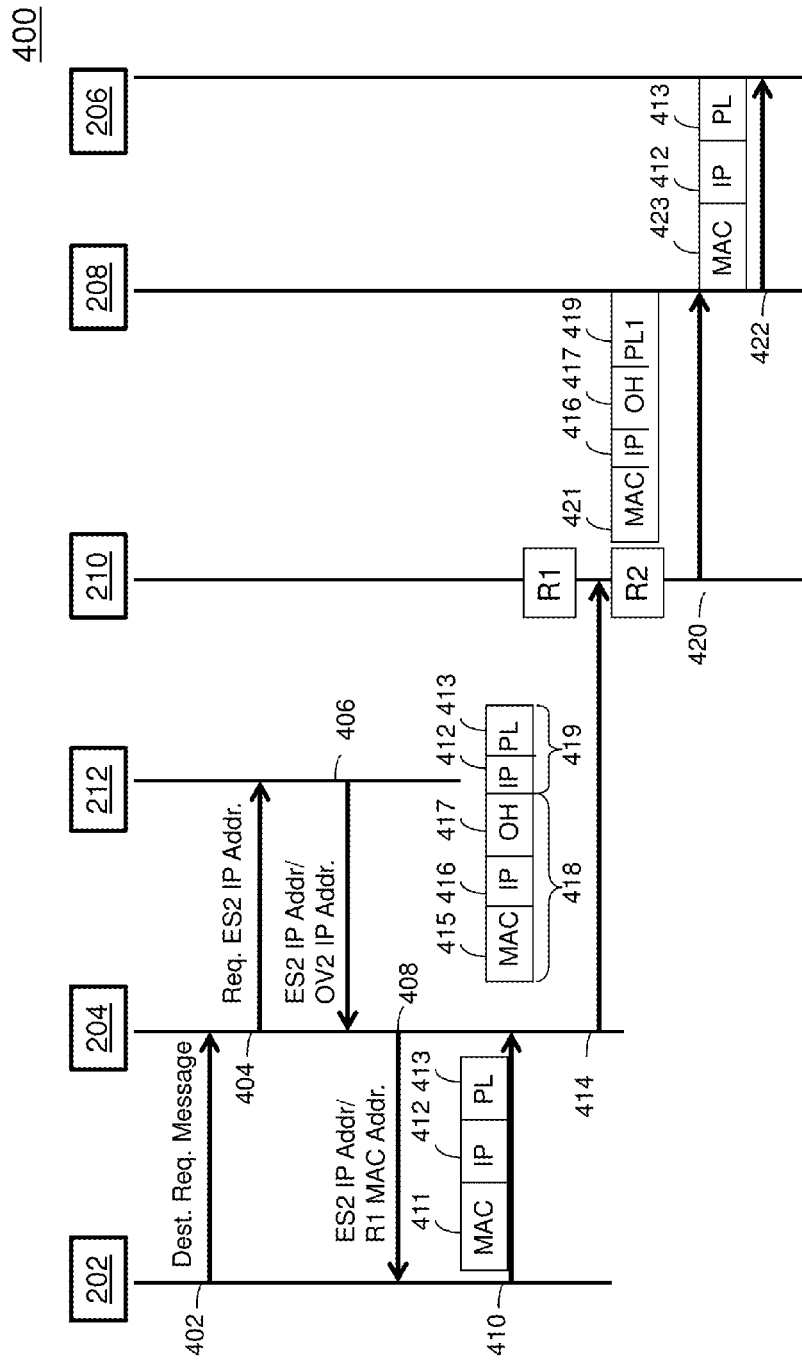 400
202
204
212
210
208
206
Dest. Req. Message
402
Req. ES2 IP Addr.
404
ES2 IP Addr/
OV2 IP Addr.
406
ES2 IP Addr/
R1 MAC Addr.
408
411 412 413
MAC IP PL
410
415 416 417 412 413
MAC IP OH IP PL
418 419
414
R1
R2
421 416 417 419
MAC IP OH PL1
420
423 412 413
MAC IP PL
422